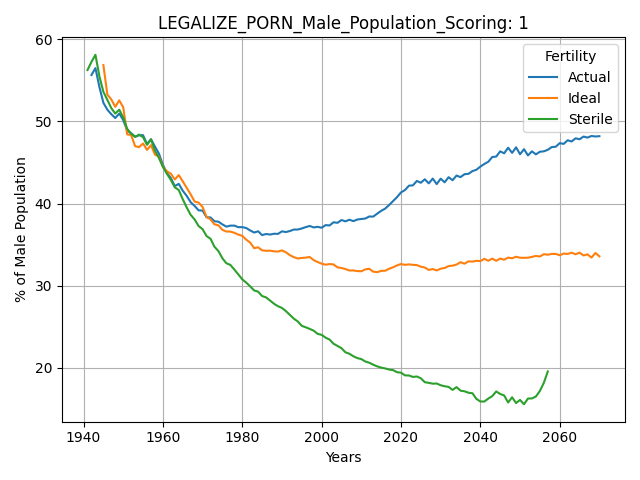 LEGALIZE_PORN_Male_Population_Scoring: 1
60
50
40
30
20
% of Male Population
1940
1960
1980
2000
2020
2040
2060
Years
Fertility
Actual
Ideal
Sterile